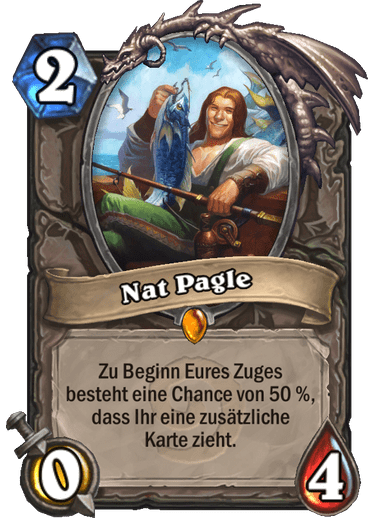 2
Nat Pagle
Zu Beginn Eures Zuges
besteht eine Chance von 50 %,
dass Ihr eine zusätzliche
Karte zieht.
0
4